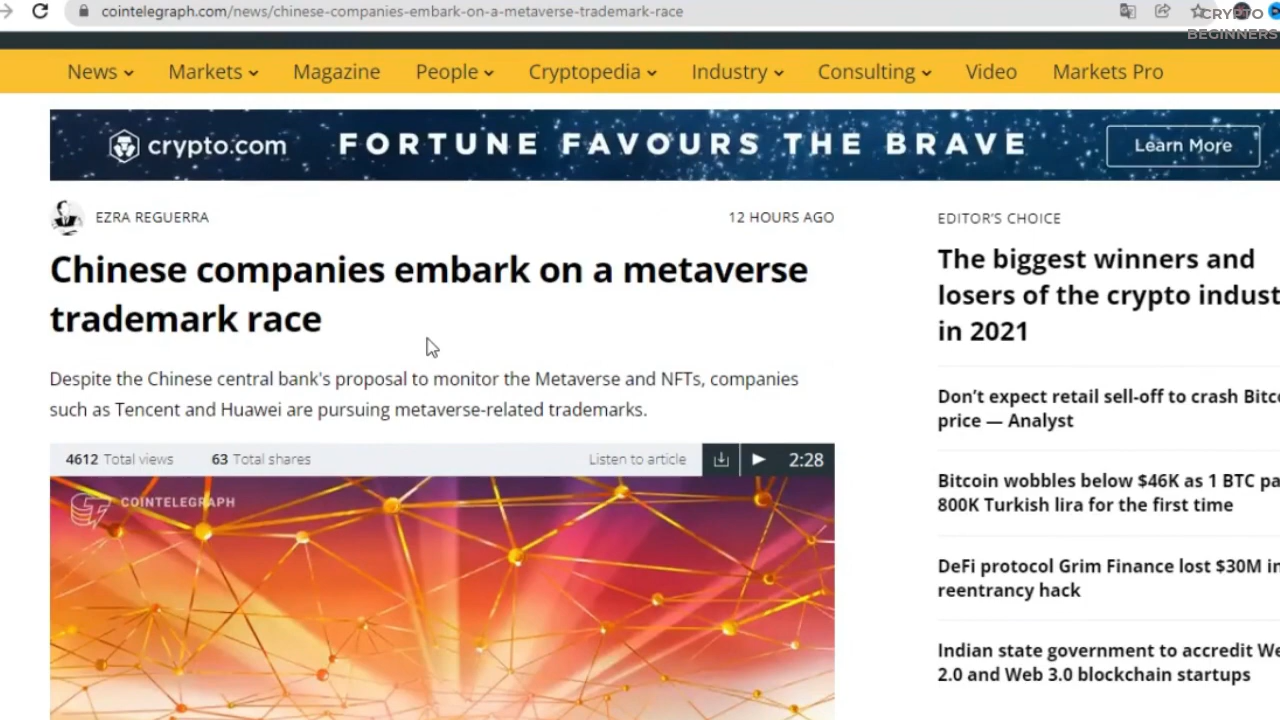 cointelegraph.com/news/chinese-companies-embark-on-a-metaverse-trademark-race
CRYPTO
BEGINNERS
News Markets Magazine People Cryptopedia Industry Consulting Video Markets Pro
crypto.com FORTUNE FAVOURS THE BRAVE Learn More
EZRA REGUERRA 12 HOURS AGO
Chinese companies embark on a metaverse
trademark race
Despite the Chinese central bank's proposal to monitor the Metaverse and NFTs, companies
such as Tencent and Huawei are pursuing metaverse-related trademarks.
4612 Total views 63 Total shares Listen to article 2:28
COINTELEGRAPH
EDITOR'S CHOICE
The biggest winners and
losers of the crypto
in 2021
Don't expect retail sell-off to crash
price — Analyst
Bitcoin wobbles below $46K as 1 BTC
800K Turkish lira for the first time
DeFi protocol Grim Finance lost $30M in
reentrancy hack
Indian state government to accredit
2.0 and Web 3.0 blockchain startups